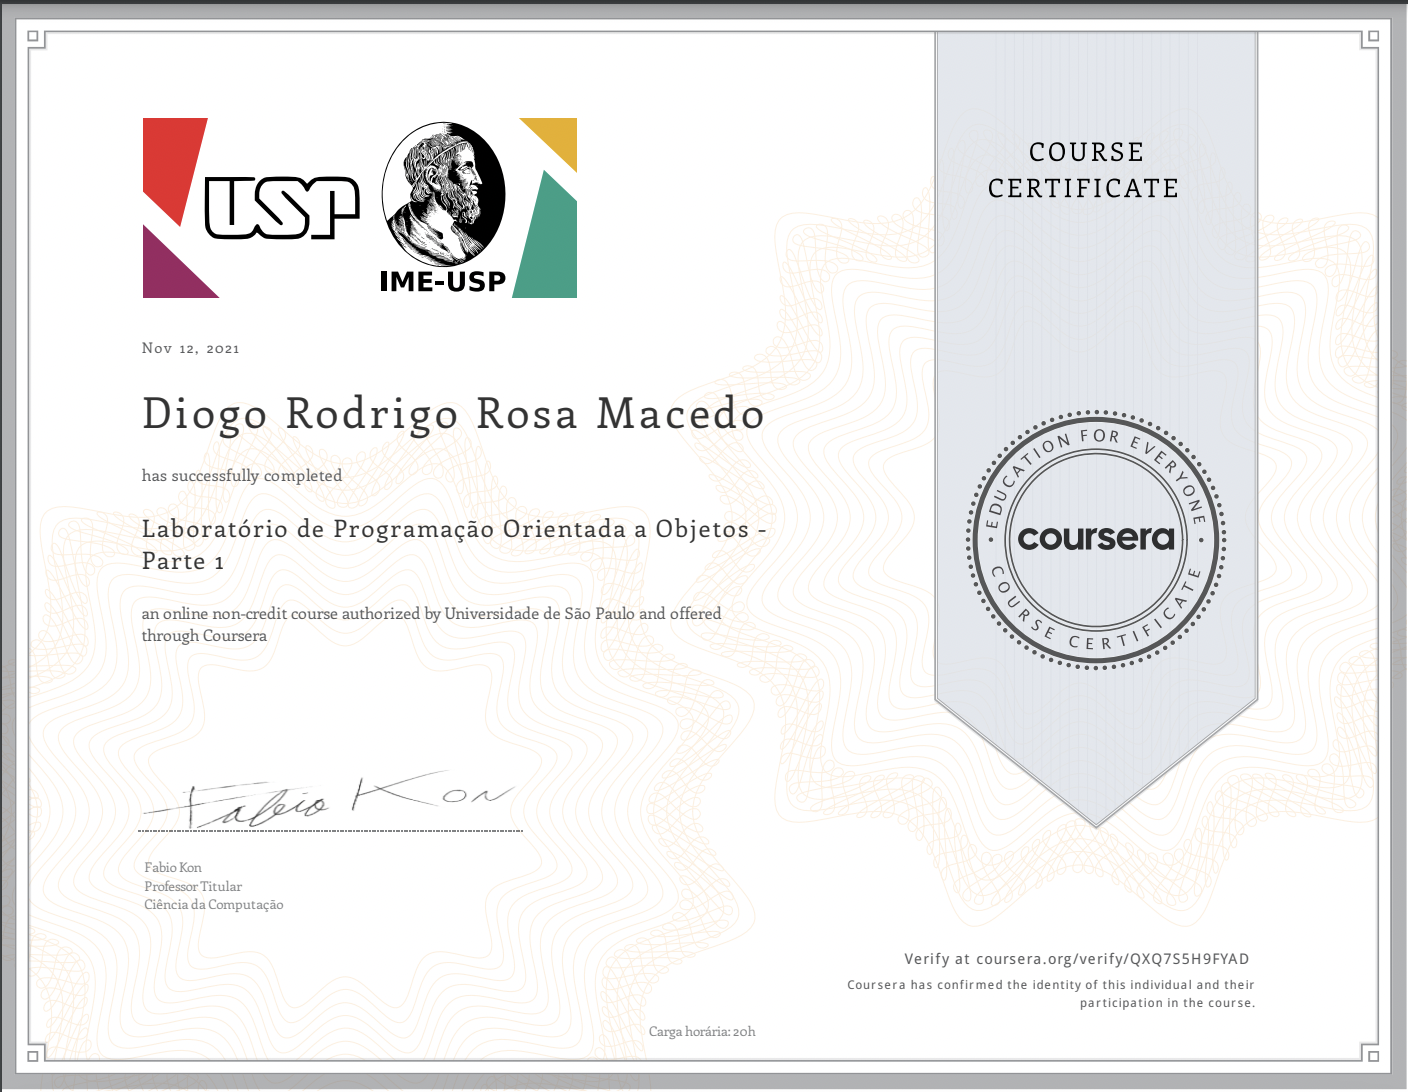 USP
IME-USP
COURSE
CERTIFICATE
Nov 12, 2021
Diogo Rodrigo Rosa Macedo
has successfully completed
Laboratório de Programação Orientada a Objetos -
Parte 1
an online non-credit course authorized by Universidade de São Paulo and offered
through Coursera
EDUCATION FOR EVERYONE
coursera
COURSE CERTIFICATE
Fabio Kon
Fabio Kon
Professor Titular
Ciência da Computação
Verify at coursera.org/verify/QXQ7S5H9FYAD
Coursera has confirmed the identity of this individual and their
participation in the course.
Carga horária: 20h